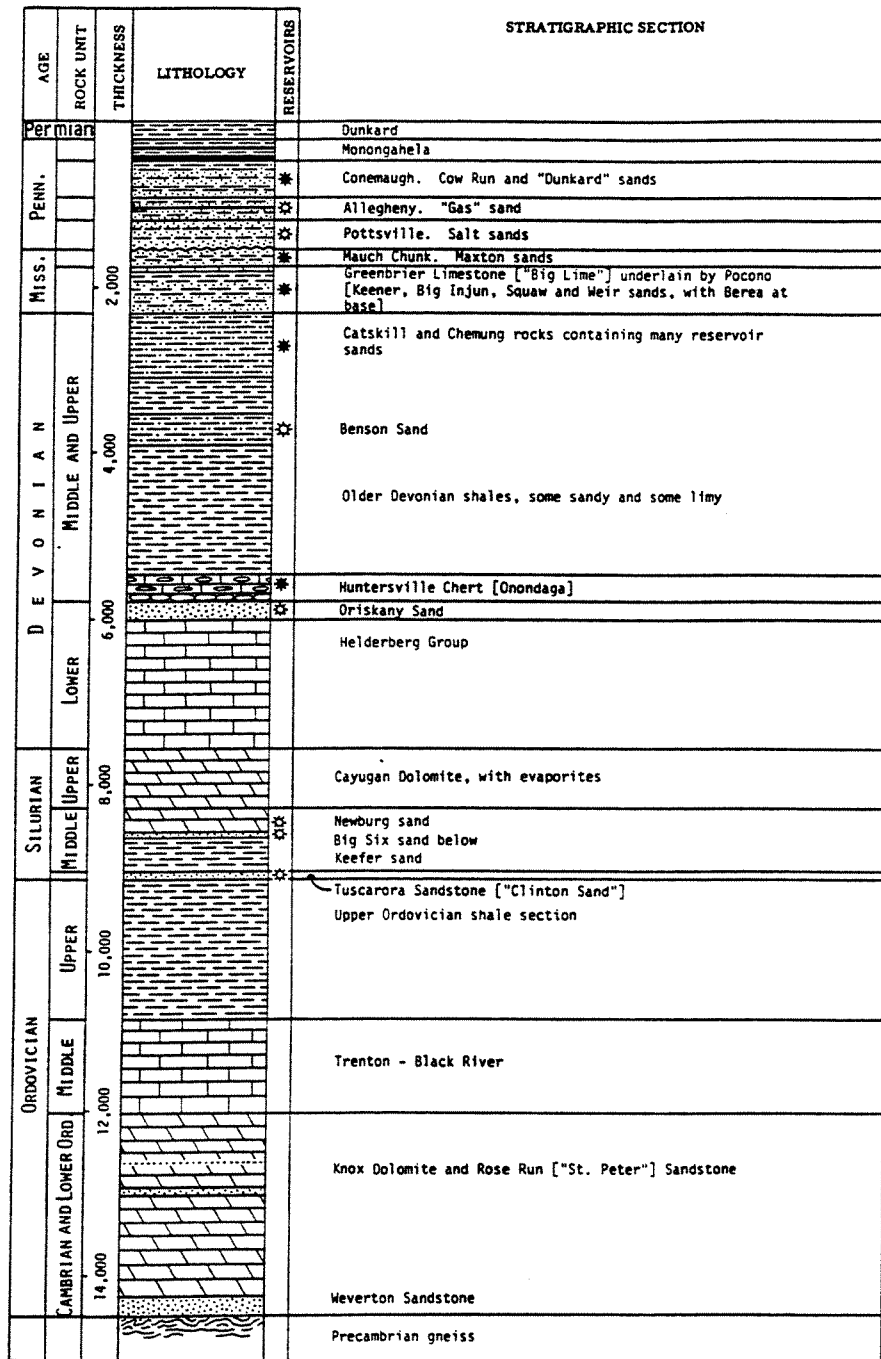 STRATIGRAPHIC SECTION
AGE
ROCK UNIT
THICKNESS
LITHOLOGY
RESERVOIRS
Permian
Dunkard
Monongahela
PENN.
Conemaugh. Cow Run and "Dunkard" sands
Allegheny. "Gas" sand
Pottsville. Salt sands
MISS.
Mauch Chunk. Maxton sands
2,000
Greenbrier Limestone ["Big Lime"] underlain by Pocono
[Keener, Big Injun, Squaw and Weir sands, with Berea at
base]
DEVONIAN
MIDDLE AND UPPER
Catskill and Chemung rocks containing many reservoir
sands
Benson Sand
4,000
Older Devonian shales, some sandy and some limy
Huntersville Chert [Onondaga]
LOWER
6,000
Oriskany Sand
Helderberg Group
SILURIAN
UPPER
8,000
Cayugan Dolomite, with evaporites
MIDDLE
Newburg sand
Big Six sand below
Keefer sand
Tuscarora Sandstone ["Clinton Sand"]
ORDOVICIAN
UPPER
Upper Ordovician shale section
10,000
MIDDLE
Trenton - Black River
12,000
CAMBRIAN AND LOWER ORD.
Knox Dolomite and Rose Run ["St. Peter"] Sandstone
14,000
Weverton Sandstone
Precambrian gneiss